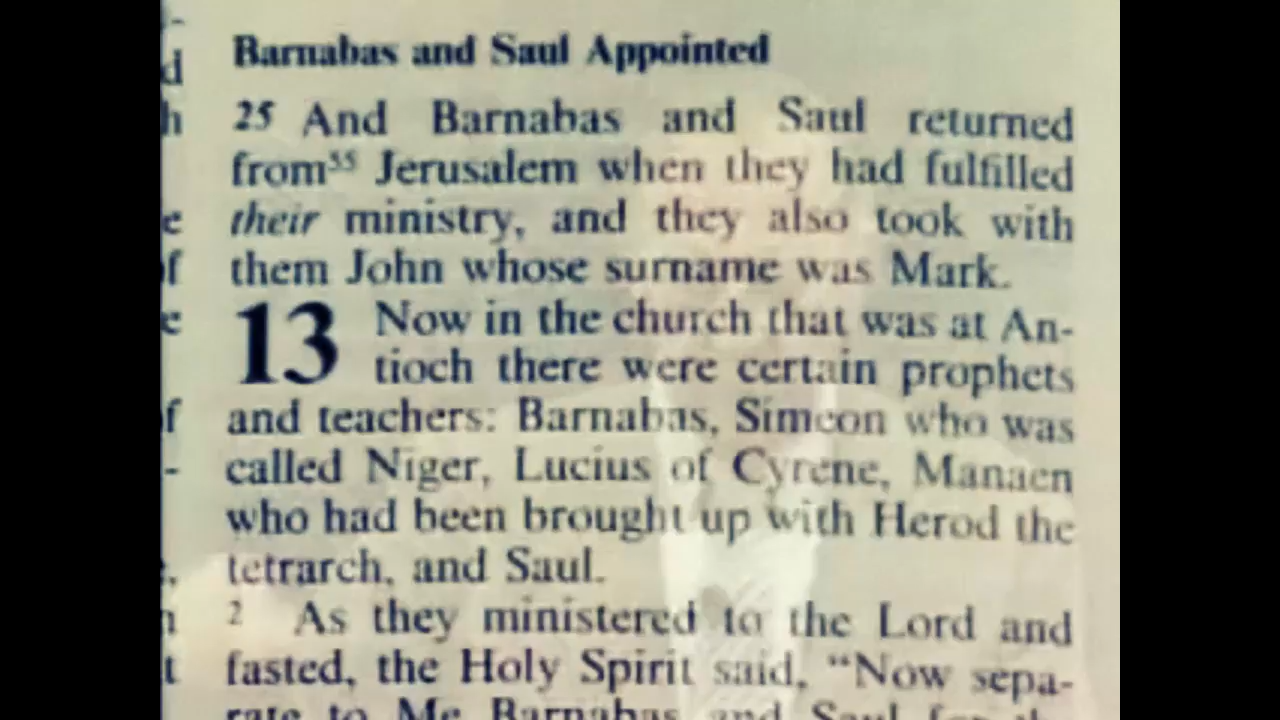 Barnabas and Saul Appointed
25 And Barnabas and Saul returned
from55 Jerusalem when they had fulfilled
their ministry, and they also took with
them John whose surname was Mark.
13 Now in the church that was at An-
tioch there were certain prophets
and teachers: Barnabas, Simeon who was
called Niger, Lucius of Cyrene, Manaen
who had been brought up with Herod the
tetrarch, and Saul.
2 As they ministered to the Lord and
fasted, the Holy Spirit said, "Now sepa-
rate to Me Barnabas and Saul for the